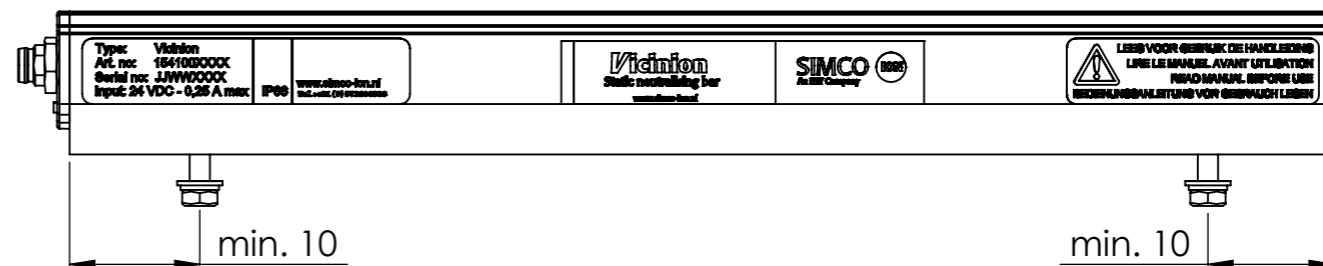 Type: Vicinion
Art. no: 154100XXXX
Serial no: JJWWXXXX
Input: 24 VDC - 0,25 A max
IP66
www.simco-ion.nl
Vicinion
Static neutralising bar
SIMCO
An ITW Company
LEES VOOR GEBRUIK DE HANDLEIDING
LIRE LE MANUEL AVANT UTILISATION
READ MANUAL BEFORE USE
BEDIENUNGSANLEITUNG VOR GEBRAUCH LESEN
min. 10
min. 10